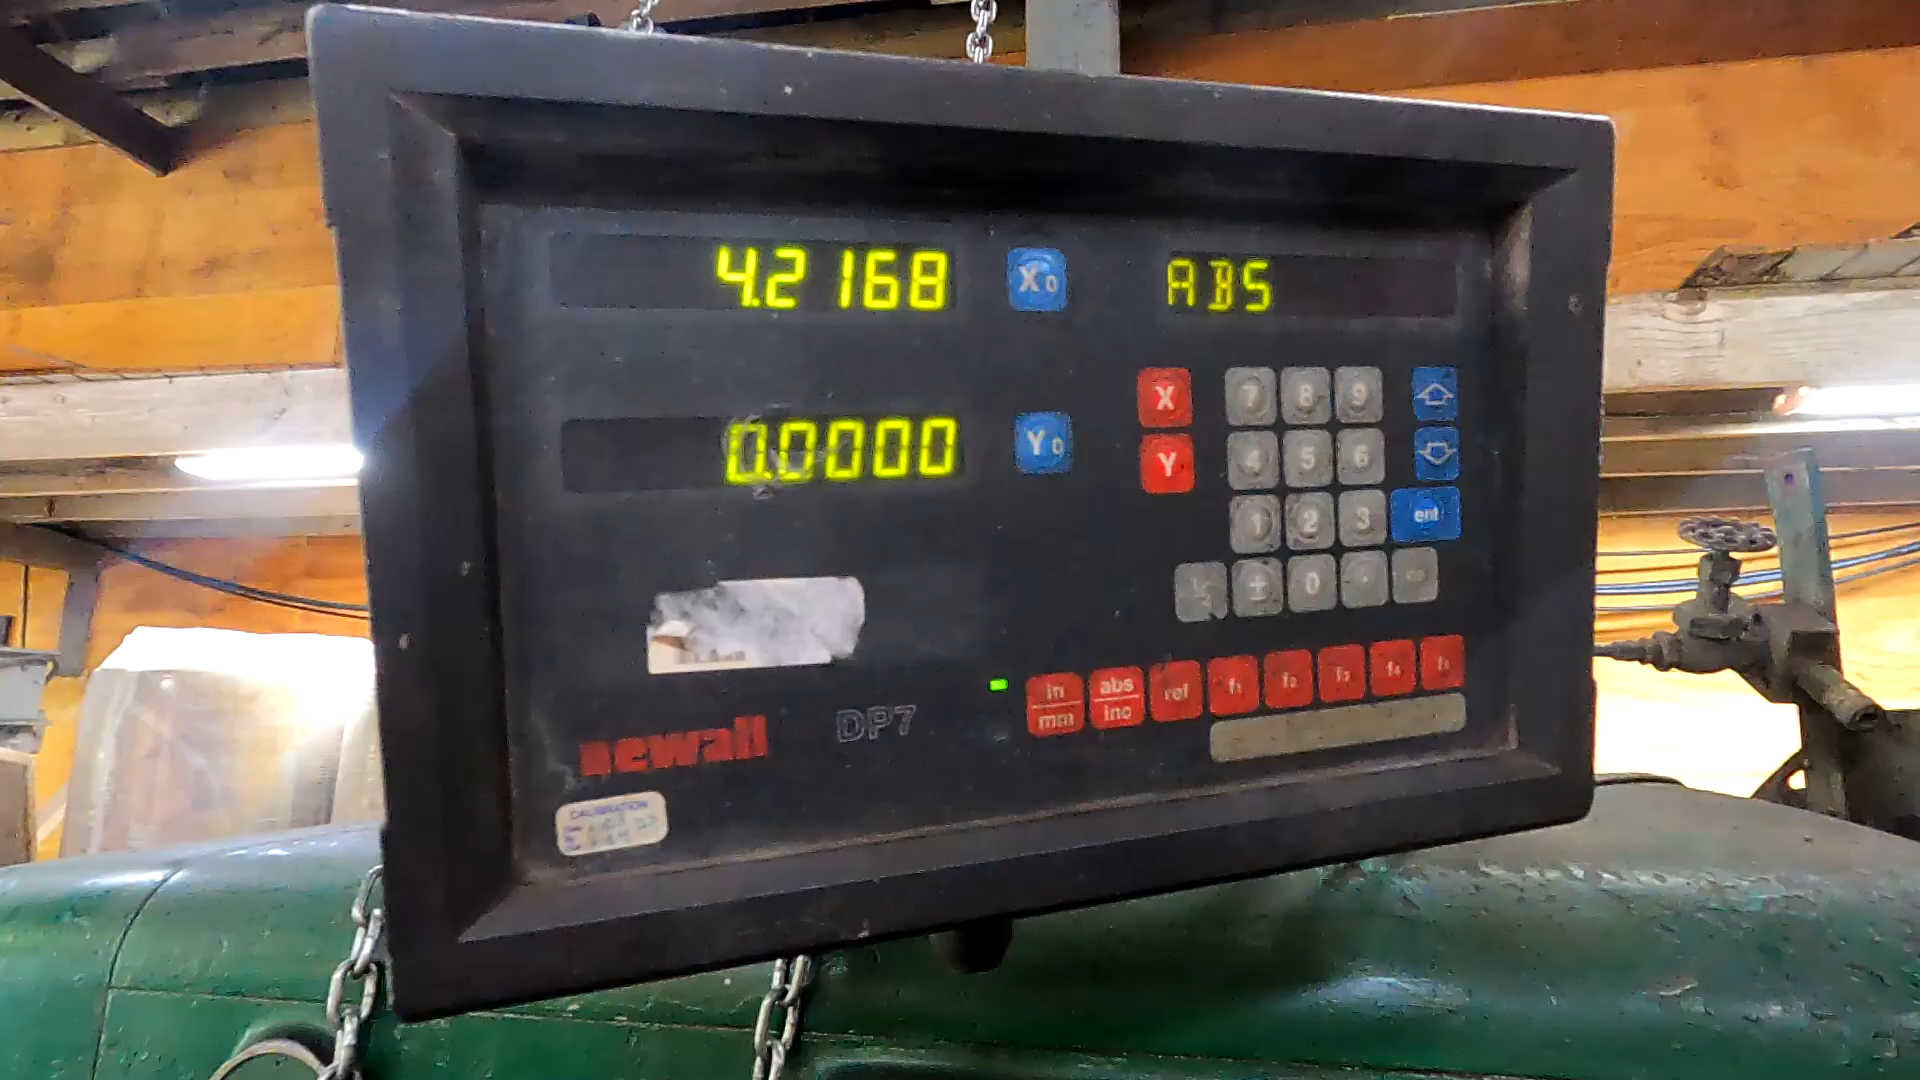 4.2168 X0 ABS
0.0000 Y0
X 7 8 9
Y 4 5 6
1 2 3 ent
± 0 .
in
mm
abs
inc
ref f1 f2 f3 f4 f5
newall DP7
CALIBRATION